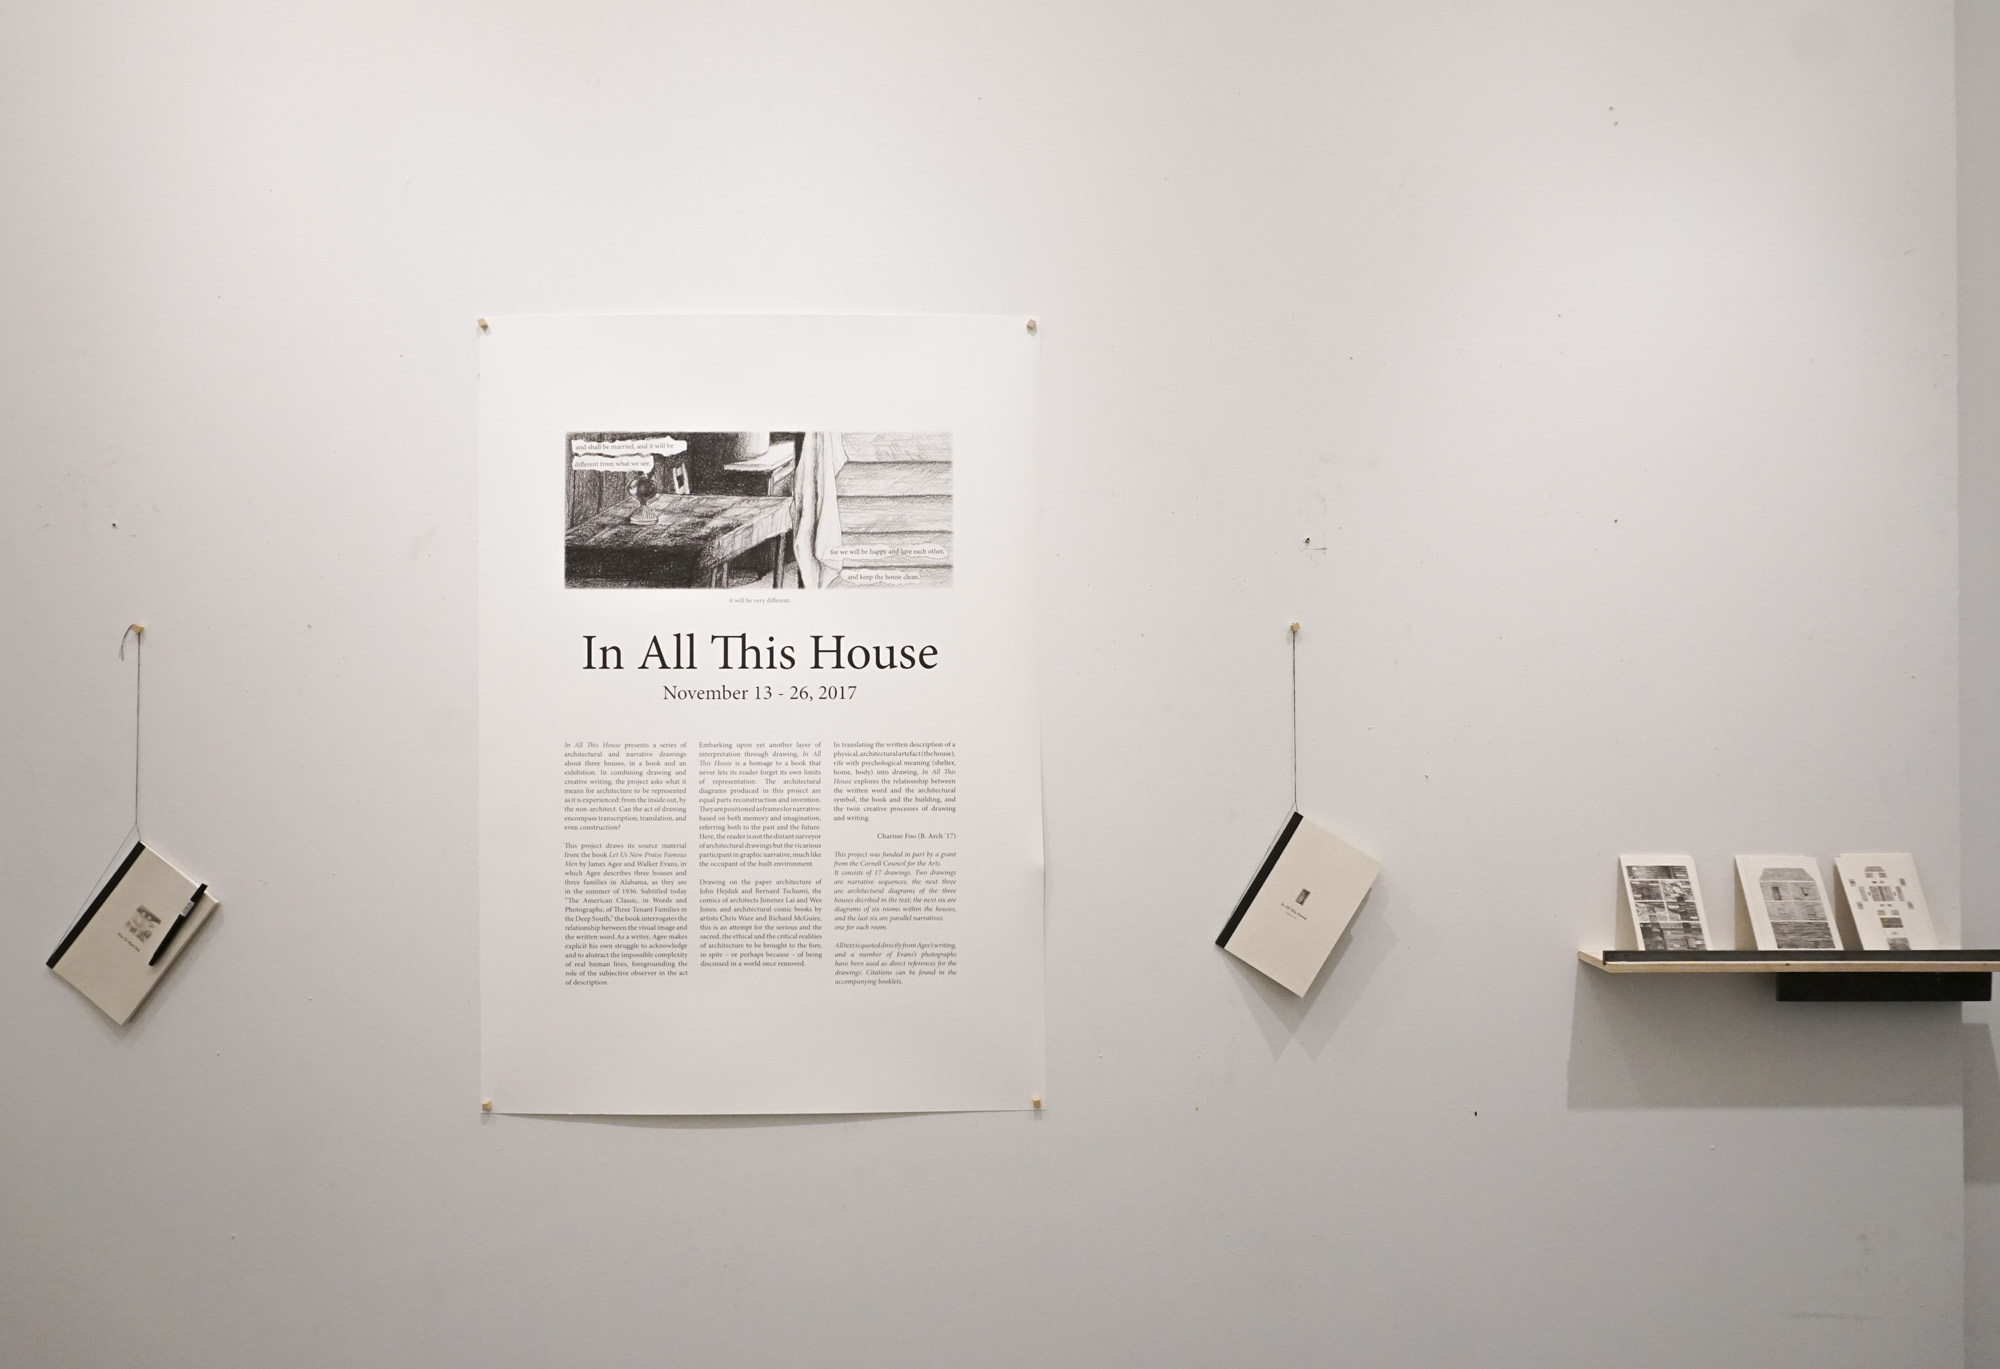 and shall be married, and it will be
different from what we see.
for we will be happy and love each other,
and keep the house clean,
it will be very different
In All This House
November 13 - 26, 2017
In All This House presents a series of
architectural and narrative drawings
about three houses, in a book and an
exhibition. In combining drawing and
creative writing, the project asks what it
means for architecture to be represented
as it is experienced: from the inside out, by
the non-architect. Can the act of drawing
encompass transcription, translation, and
even construction?
This project draws its source material
from the book Let Us Now Praise Famous
Men by James Agee and Walker Evans, in
which Agee describes three houses and
three families in Alabama, as they are
in the summer of 1936. Subtitled today
“The American Classic, in Words and
Photographs, of Three Tenant Families in
the Deep South,” the book interrogates the
relationship between the visual image and
the written word. As a writer, Agee makes
explicit his own struggle to acknowledge
and to abstract the impossible complexity
of real human lives, foregrounding the
role of the subjective observer in the act
of description.
Embarking upon yet another layer of
interpretation through drawing, In All
This House is a homage to a book that
never lets its reader forget its own limits
of representation. The architectural
diagrams produced in this project are
equal parts reconstruction and invention.
They are positioned as frames for narrative:
based on both memory and imagination,
referring both to the past and the future.
Here, the reader is not the distant surveyor
of architectural drawings but the vicarious
participant in graphic narrative, much like
the occupant of the built environment.
Drawing on the paper architecture of
John Hejduk and Bernard Tschumi, the
comics of architects Jimenez Lai and Wes
Jones, and architectural comic books by
artists Chris Ware and Richard McGuire,
this is an attempt for the serious and the
sacred, the ethical and the critical realities
of architecture to be brought to the fore,
in spite – or perhaps because – of being
discussed in a world once removed.
In translating the written description of a
physical, architectural artefact (the house),
rife with psychological meaning (shelter,
home, body) into drawing, In All This
House explores the relationship between
the written word and the architectural
symbol, the book and the building, and
the twin creative processes of drawing
and writing.
Charisse Foo (B. Arch '17)
This project was funded in part by a grant
from the Cornell Council for the Arts.
It consists of 17 drawings. Two drawings
are narrative sequences; the next three
are architectural diagrams of the three
houses decribed in the text; the next six are
diagrams of six rooms within the houses,
and the last six are parallel narratives:
one for each room.
All text is quoted directly from Agee's writing,
and a number of Evans's photographs
have been used as direct references for the
drawings. Citations can be found in the
accompanying booklets.
In All This House